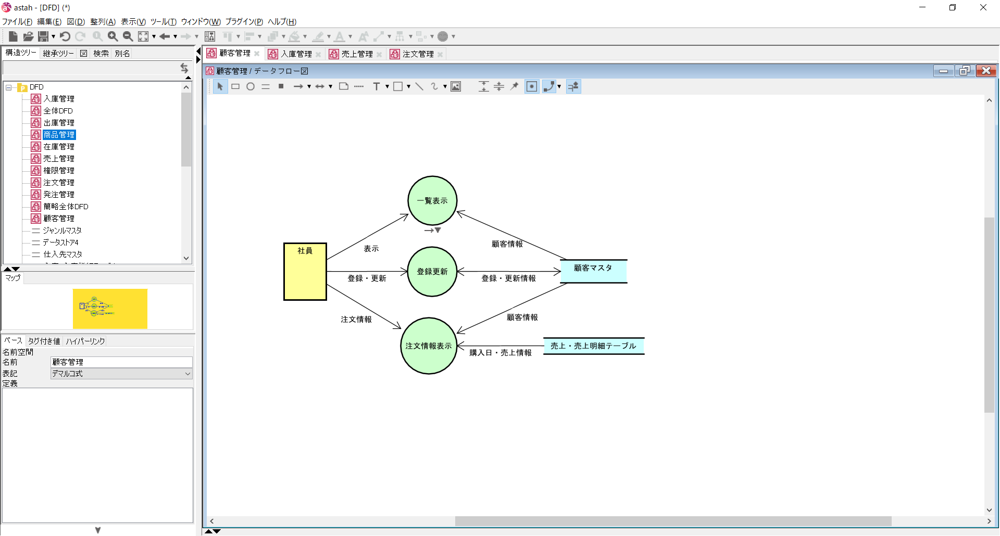 astah - [DFD] (*)
ファイル(F) 編集(E) 図(D) 整列(A) 表示(V) ツール(T) ウィンドウ(W) プラグイン(P) ヘルプ(H)
構造ツリー 継承ツリー 図 検索 別名
DFD
入庫管理
全体DFD
出庫管理
商品管理
在庫管理
売上管理
権限管理
注文管理
発注管理
簡略全体DFD
顧客管理
ジャンルマスタ
データストア4
仕入先マスタ
マップ
ベース タグ付き値 ハイパーリンク
名前空間
名前 顧客管理
表記 デマルコ式
定義
顧客管理 入庫管理 売上管理 注文管理
顧客管理 / データフロー図
一覧表示
表示
顧客情報
社員
登録更新
顧客マスタ
登録・更新
登録・更新情報
注文情報
顧客情報
注文情報表示
売上・売上明細テーブル
購入日・売上情報